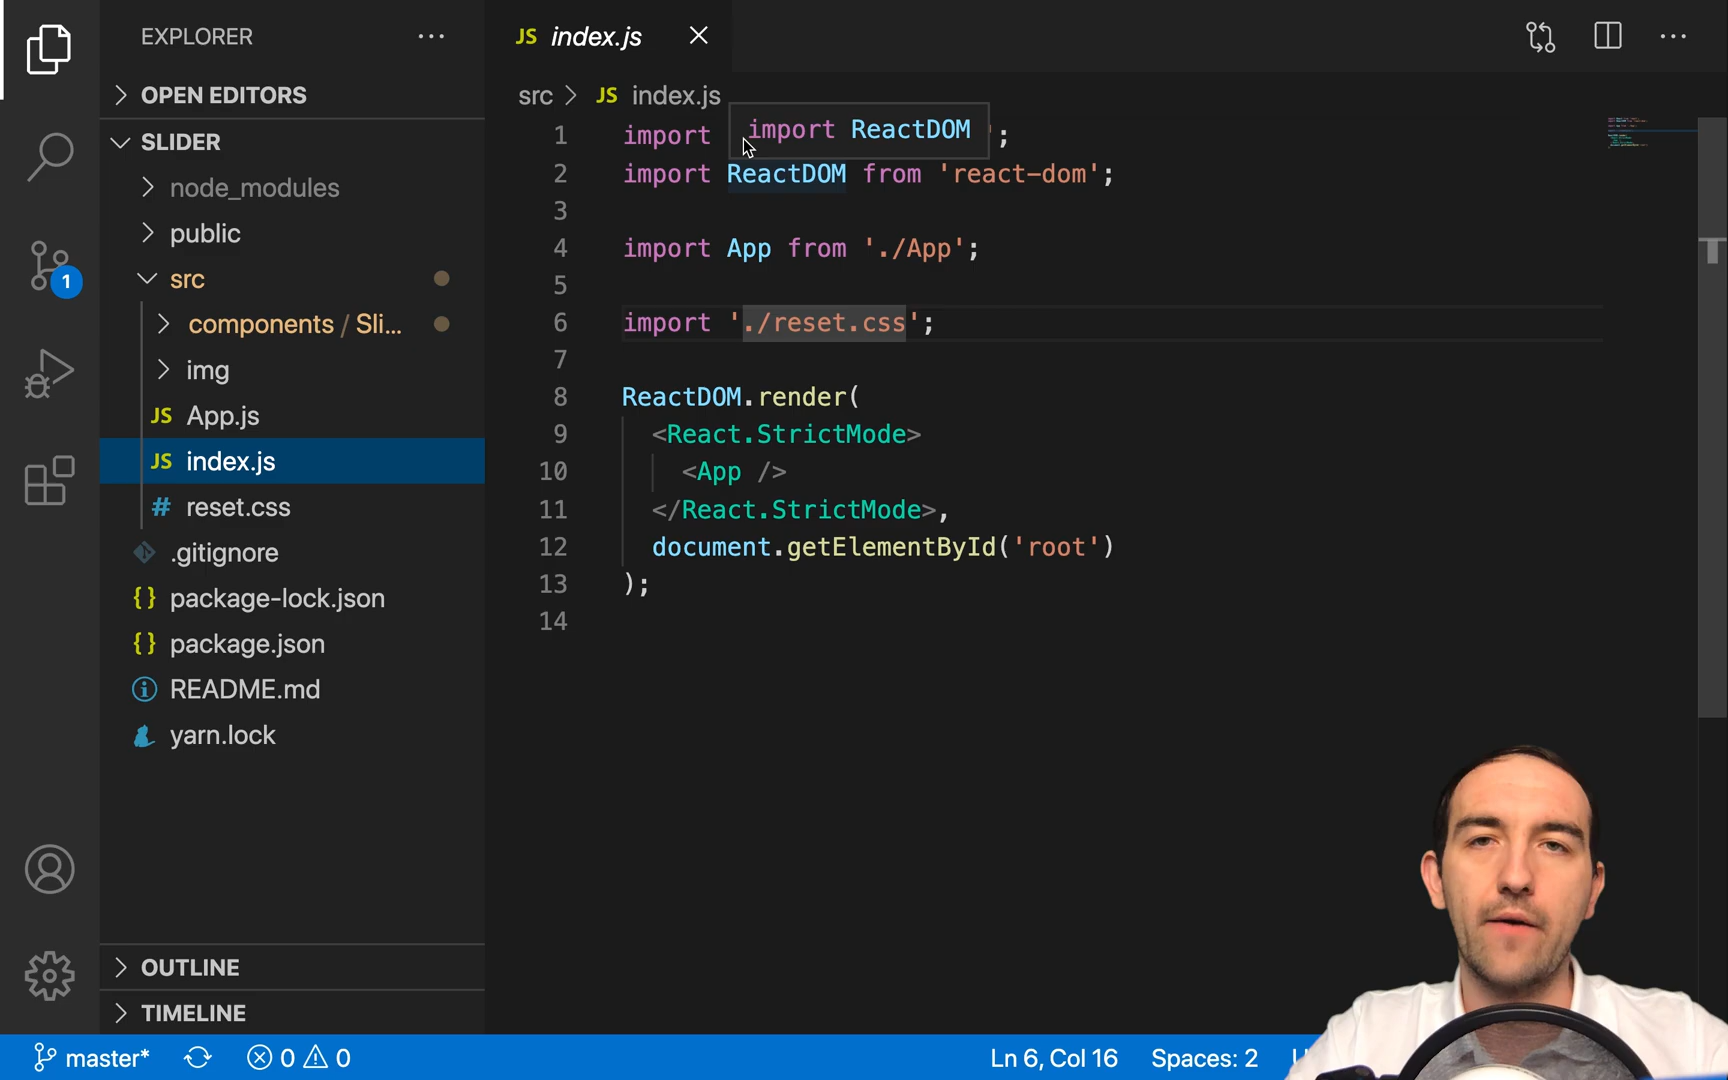 EXPLORER
OPEN EDITORS
SLIDER
node_modules
public
src
components / Sli...
img
JS App.js
JS index.js
# reset.css
.gitignore
{} package-lock.json
{} package.json
README.md
yarn.lock
OUTLINE
TIMELINE
1
JS index.js
src > JS index.js
import ReactDOM
1 import ';
2 import ReactDOM from 'react-dom';
3
4 import App from './App';
5
6 import './reset.css';
7
8 ReactDOM.render(
9 <React.StrictMode>
10 <App />
11 </React.StrictMode>,
12 document.getElementById('root')
13 );
14
master* 0 0 Ln 6, Col 16 Spaces: 2